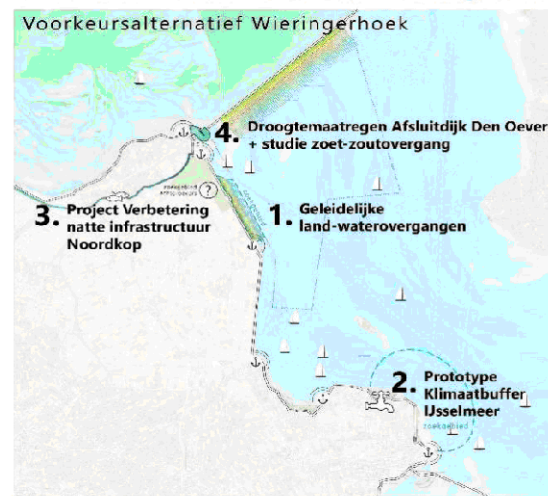 Voorkeursalternatief Wieringerhoek
4. Droogtemaatregen Afsluitdijk Den Oever
+ studie zoet-zoutovergang
?
3. Project Verbetering
natte infrastructuur
Noordkop
1. Geleidelijke
land-waterovergangen
2. Prototype
Klimaatbuffer
IJsselmeer
zoekgebied